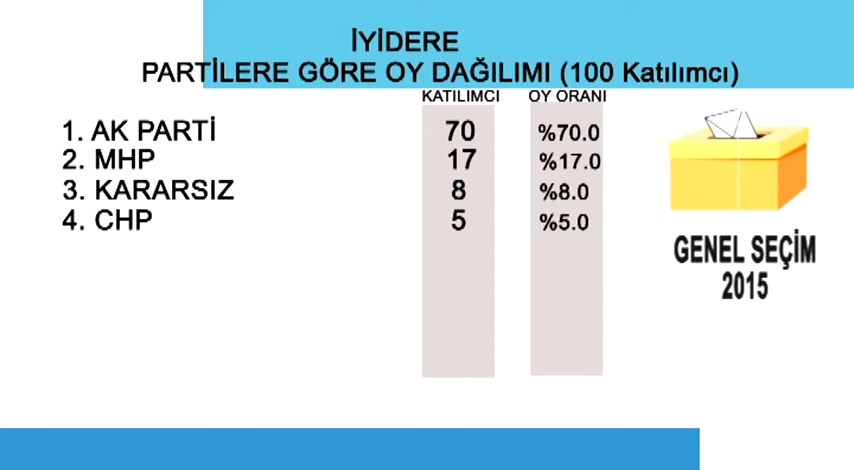 İYİDERE
PARTİLERE GÖRE OY DAĞILIMI (100 Katılımcı)
KATILIMCI OY ORANI
1. AK PARTİ 70 %70.0
2. MHP 17 %17.0
3. KARARSIZ 8 %8.0
4. CHP 5 %5.0
GENEL SEÇİM
2015